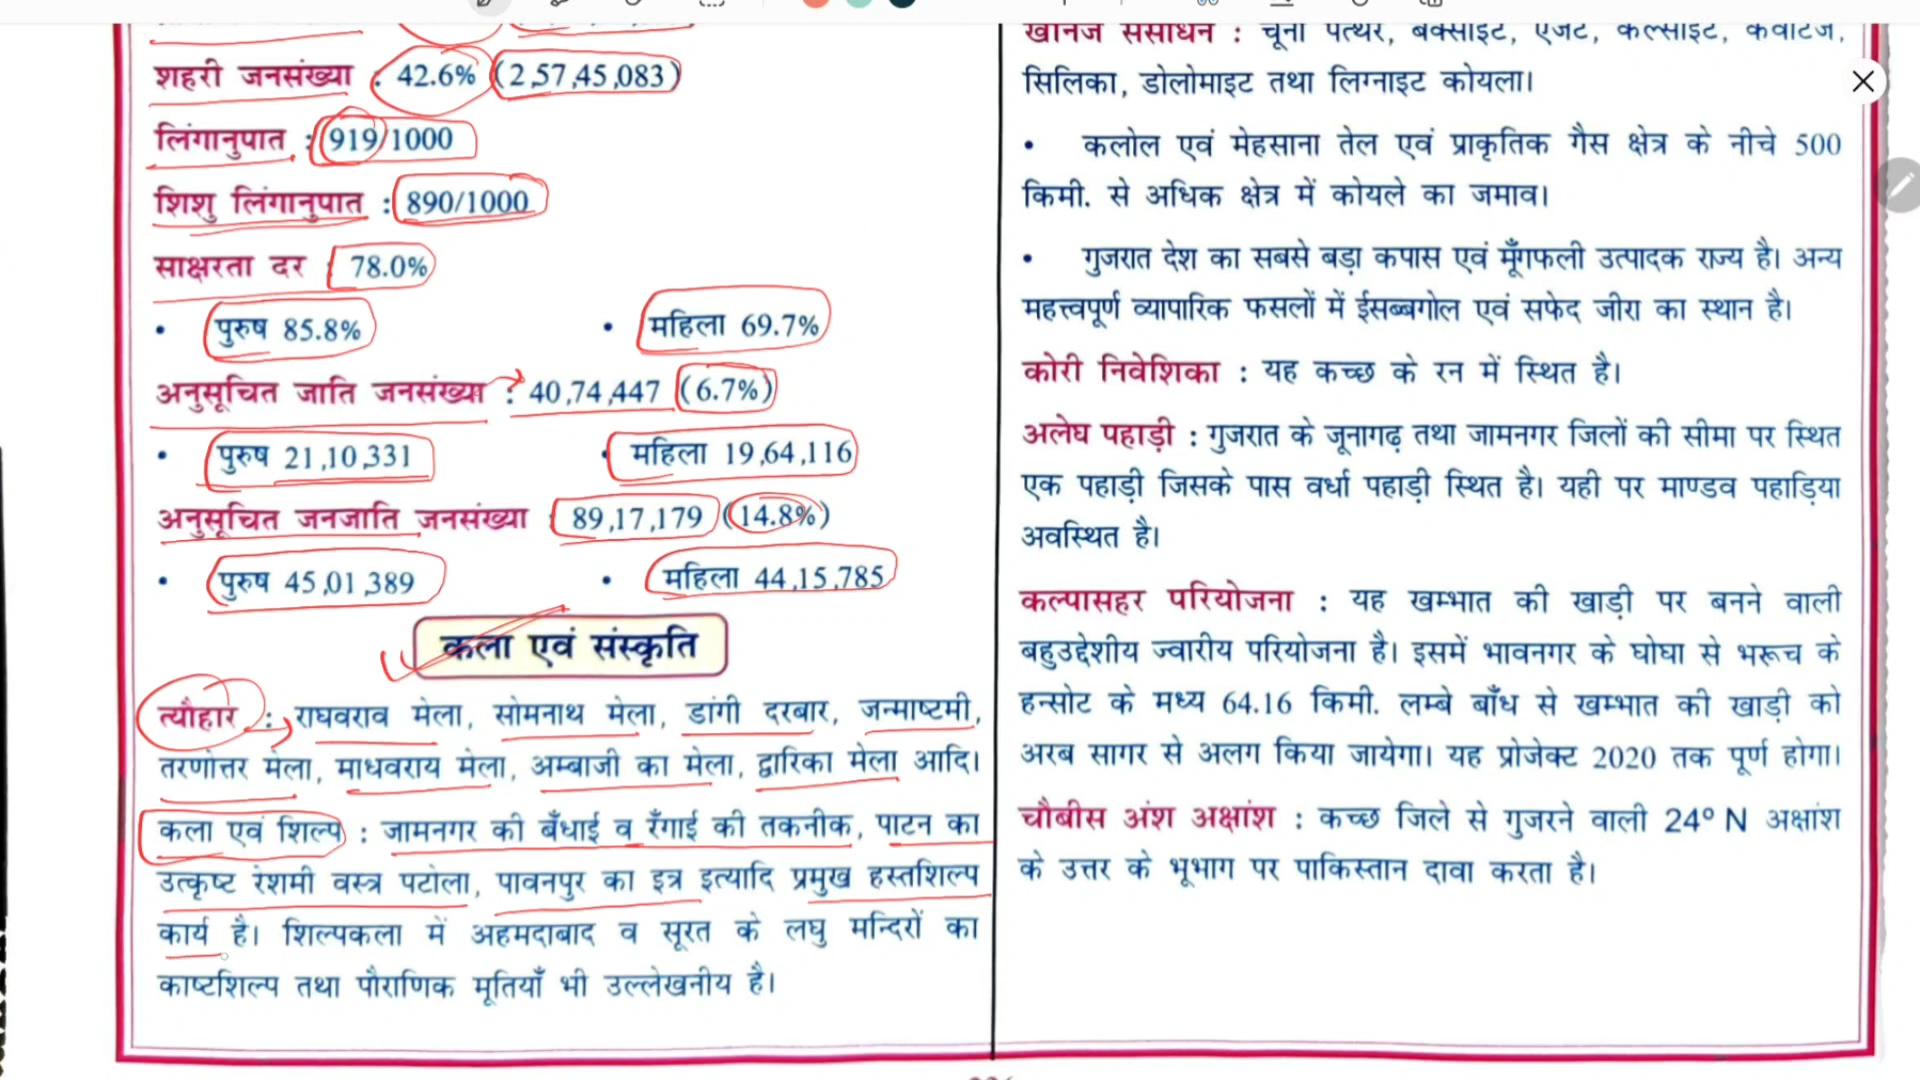 शहरी जनसंख्या : 42.6% (2,57,45,083)
लिंगानुपात : 919/1000
शिशु लिंगानुपात : 890/1000
साक्षरता दर : 78.0%
• पुरुष 85.8% • महिला 69.7%
अनुसूचित जाति जनसंख्या : 40,74,447 (6.7%)
• पुरुष 21,10,331 • महिला 19,64,116
अनुसूचित जनजाति जनसंख्या : 89,17,179 (14.8%)
• पुरुष 45,01,389 • महिला 44,15,785
कला एवं संस्कृति
त्यौहार : राघवराव मेला, सोमनाथ मेला, डांगी दरबार, जन्माष्टमी,
तरणोत्तर मेला, माधवराय मेला, अम्बाजी का मेला, द्वारिका मेला आदि।
कला एवं शिल्प : जामनगर की बँधाई व रँगाई की तकनीक, पाटन का
उत्कृष्ट रेशमी वस्त्र पटोला, पावनपुर का इत्र इत्यादि प्रमुख हस्तशिल्प
कार्य है। शिल्पकला में अहमदाबाद व सूरत के लघु मन्दिरों का
काष्टशिल्प तथा पौराणिक मूतियाँ भी उल्लेखनीय है।
खनिज संसाधन : चूना पत्थर, बक्साइट, एजेट, कैल्साइट, क्वार्टज,
सिलिका, डोलोमाइट तथा लिग्नाइट कोयला।
• कलोल एवं मेहसाना तेल एवं प्राकृतिक गैस क्षेत्र के नीचे 500
किमी. से अधिक क्षेत्र में कोयले का जमाव।
• गुजरात देश का सबसे बड़ा कपास एवं मूँगफली उत्पादक राज्य है। अन्य
महत्त्वपूर्ण व्यापारिक फसलों में ईसब्बगोल एवं सफेद जीरा का स्थान है।
कोरी निवेशिका : यह कच्छ के रन में स्थित है।
अलेघ पहाड़ी : गुजरात के जूनागढ़ तथा जामनगर जिलों की सीमा पर स्थित
एक पहाड़ी जिसके पास वर्धा पहाड़ी स्थित है। यही पर माण्डव पहाड़िया
अवस्थित है।
कल्पासहर परियोजना : यह खम्भात की खाड़ी पर बनने वाली
बहुउद्देशीय ज्वारीय परियोजना है। इसमें भावनगर के घोघा से भरूच के
हन्सोट के मध्य 64.16 किमी. लम्बे बाँध से खम्भात की खाड़ी को
अरब सागर से अलग किया जायेगा। यह प्रोजेक्ट 2020 तक पूर्ण होगा।
चौबीस अंश अक्षांश : कच्छ जिले से गुजरने वाली 24° N अक्षांश
के उत्तर के भूभाग पर पाकिस्तान दावा करता है।